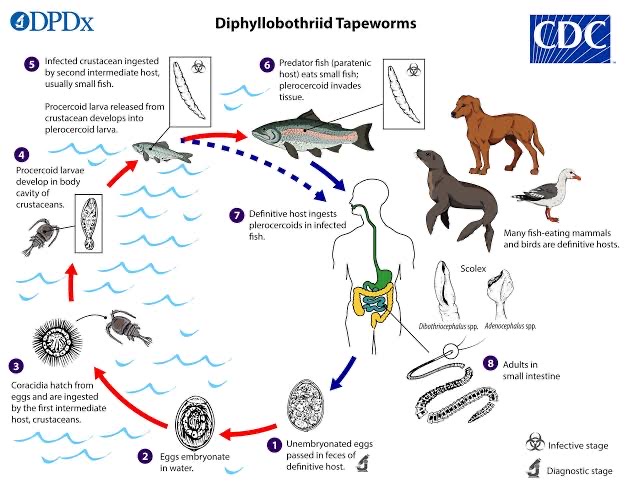 DPDx
Diphyllobothriid Tapeworms
CDC
5 Infected crustacean ingested
by second intermediate host,
usually small fish.
Procercoid larva released from
crustacean develops into
plerocercoid larva.
6 Predator fish (paratenic
host) eats small fish;
plerocercoid invades
tissue.
4
Procercoid larvae
develop in body
cavity of
crustaceans.
7 Definitive host ingests
plerocercoids in infected
fish.
Many fish-eating mammals
and birds are definitive hosts.
Scolex
Dibothriocephalus spp.
Adenocephalus spp.
8 Adults in
small intestine
3
Coracidia hatch from
eggs and are ingested
by the first intermediate
host, crustaceans.
2 Eggs embryonate
in water.
1 Unembryonated eggs
passed in feces of
definitive host.
Infective stage
Diagnostic stage